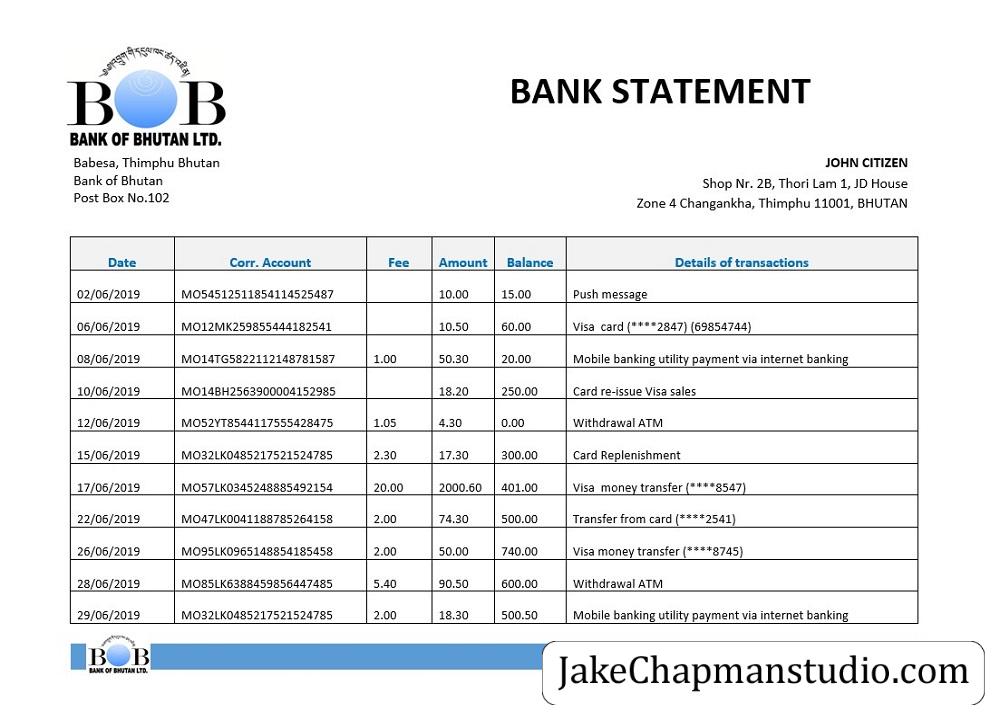 BOB
BANK OF BHUTAN LTD.
Babesa, Thimphu Bhutan
Bank of Bhutan
Post Box No.102
BANK STATEMENT
JOHN CITIZEN
Shop Nr. 2B, Thori Lam 1, JD House
Zone 4 Changankha, Thimphu 11001, BHUTAN
Date Corr. Account Fee Amount Balance Details of transactions
02/06/2019 MO54512511854114525487 10.00 15.00 Push message
06/06/2019 MO12MK259855444182541 10.50 60.00 Visa card (****2847) (69854744)
08/06/2019 MO14TG5822112148781587 1.00 50.30 20.00 Mobile banking utility payment via internet banking
10/06/2019 MO14BH2563900004152985 18.20 250.00 Card re-issue Visa sales
12/06/2019 MO52YT8544117555428475 1.05 4.30 0.00 Withdrawal ATM
15/06/2019 MO32LK0485217521524785 2.30 17.30 300.00 Card Replenishment
17/06/2019 MO57LK0345248885492154 20.00 2000.60 401.00 Visa money transfer (****8547)
22/06/2019 MO47LK0041188785264158 2.00 74.30 500.00 Transfer from card (****2541)
26/06/2019 MO95LK0965148854185458 2.00 50.00 740.00 Visa money transfer (****8745)
28/06/2019 MO85LK6388459856447485 5.40 90.50 600.00 Withdrawal ATM
29/06/2019 MO32LK0485217521524785 2.00 18.30 500.50 Mobile banking utility payment via internet banking
BOB
BANK OF BHUTAN LTD.
JakeChapmanstudio.com